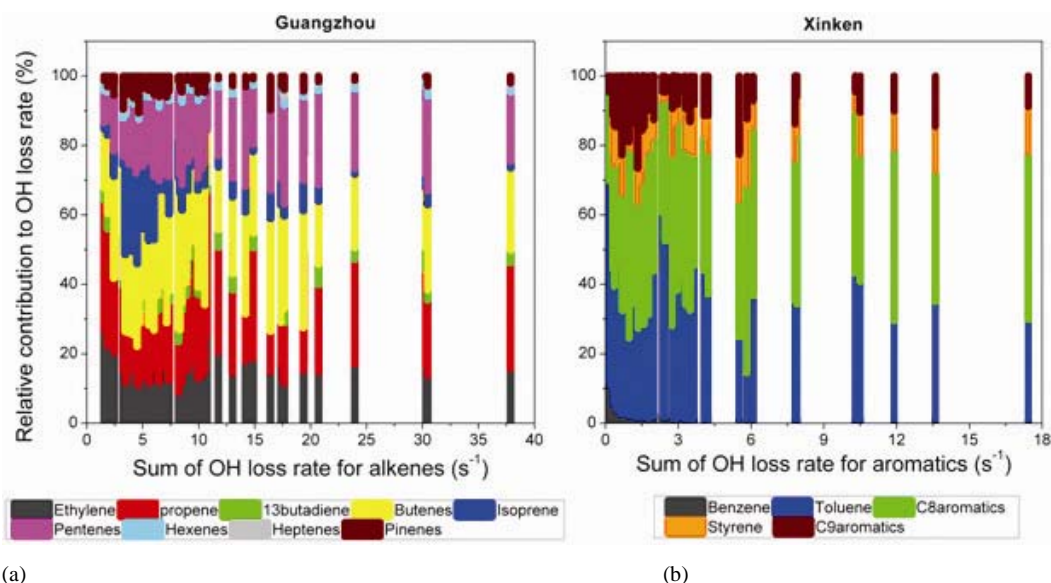 Guangzhou
Relative contribution to OH loss rate (%)
100
80
60
40
20
0
0 5 10 15 20 25 30 35 40
Sum of OH loss rate for alkenes (s⁻¹)
Ethylene propene 13butadiene Butenes Isoprene
Pentenes Hexenes Heptenes Pinenes
(a)
Xinken
100
80
60
40
20
0
0 3 6 9 12 15 18
Sum of OH loss rate for aromatics (s⁻¹)
Benzene Toluene C8aromatics
Styrene C9aromatics
(b)